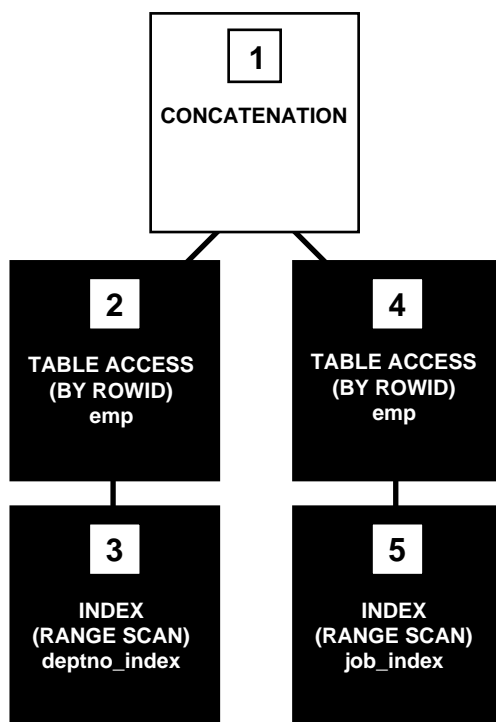 1
CONCATENATION
2
TABLE ACCESS
(BY ROWID)
emp
4
TABLE ACCESS
(BY ROWID)
emp
3
INDEX
(RANGE SCAN)
deptno_index
5
INDEX
(RANGE SCAN)
job_index